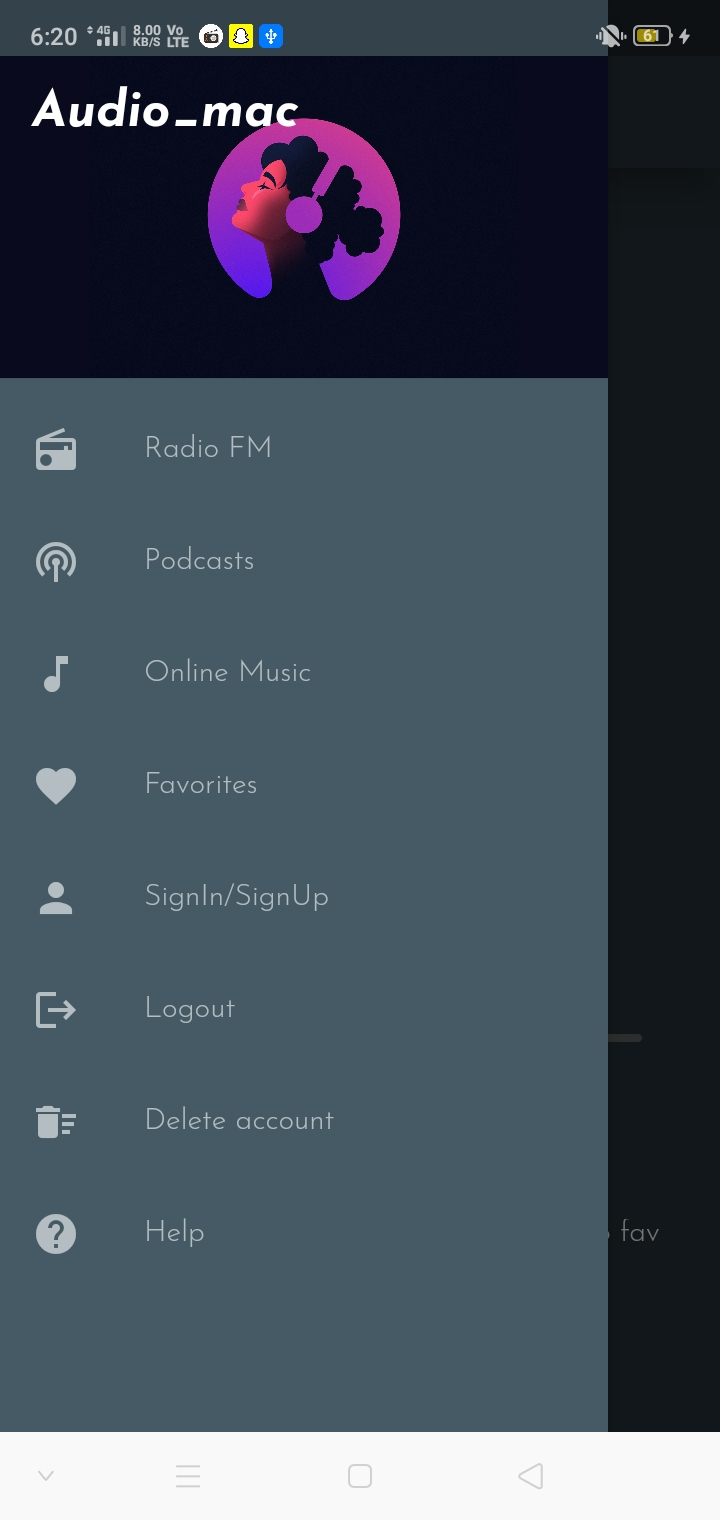 6:20 4G 8.00 KB/S Vo LTE 61
Audio_mac
Radio FM
Podcasts
Online Music
Favorites
SignIn/SignUp
Logout
Delete account
Help
fav